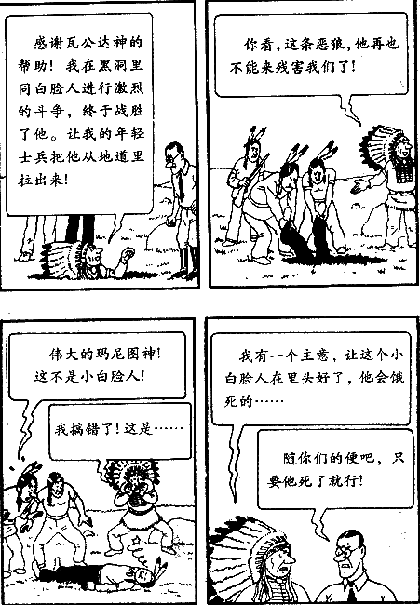 感谢瓦公达神的
帮助！我在黑洞里
同白脸人进行激烈
的斗争，终于战胜
了他。让我的年轻
士兵把他从地道里
拉出来！
你看，这条恶狼，他再也
不能来残害我们了！
伟大的玛尼图神！
这不是小白脸人！
我搞错了！这是……
我有一个主意，让这个小
白脸人在里头好了，他会饿
死的……
随你们的便吧，只
要他死了就行！